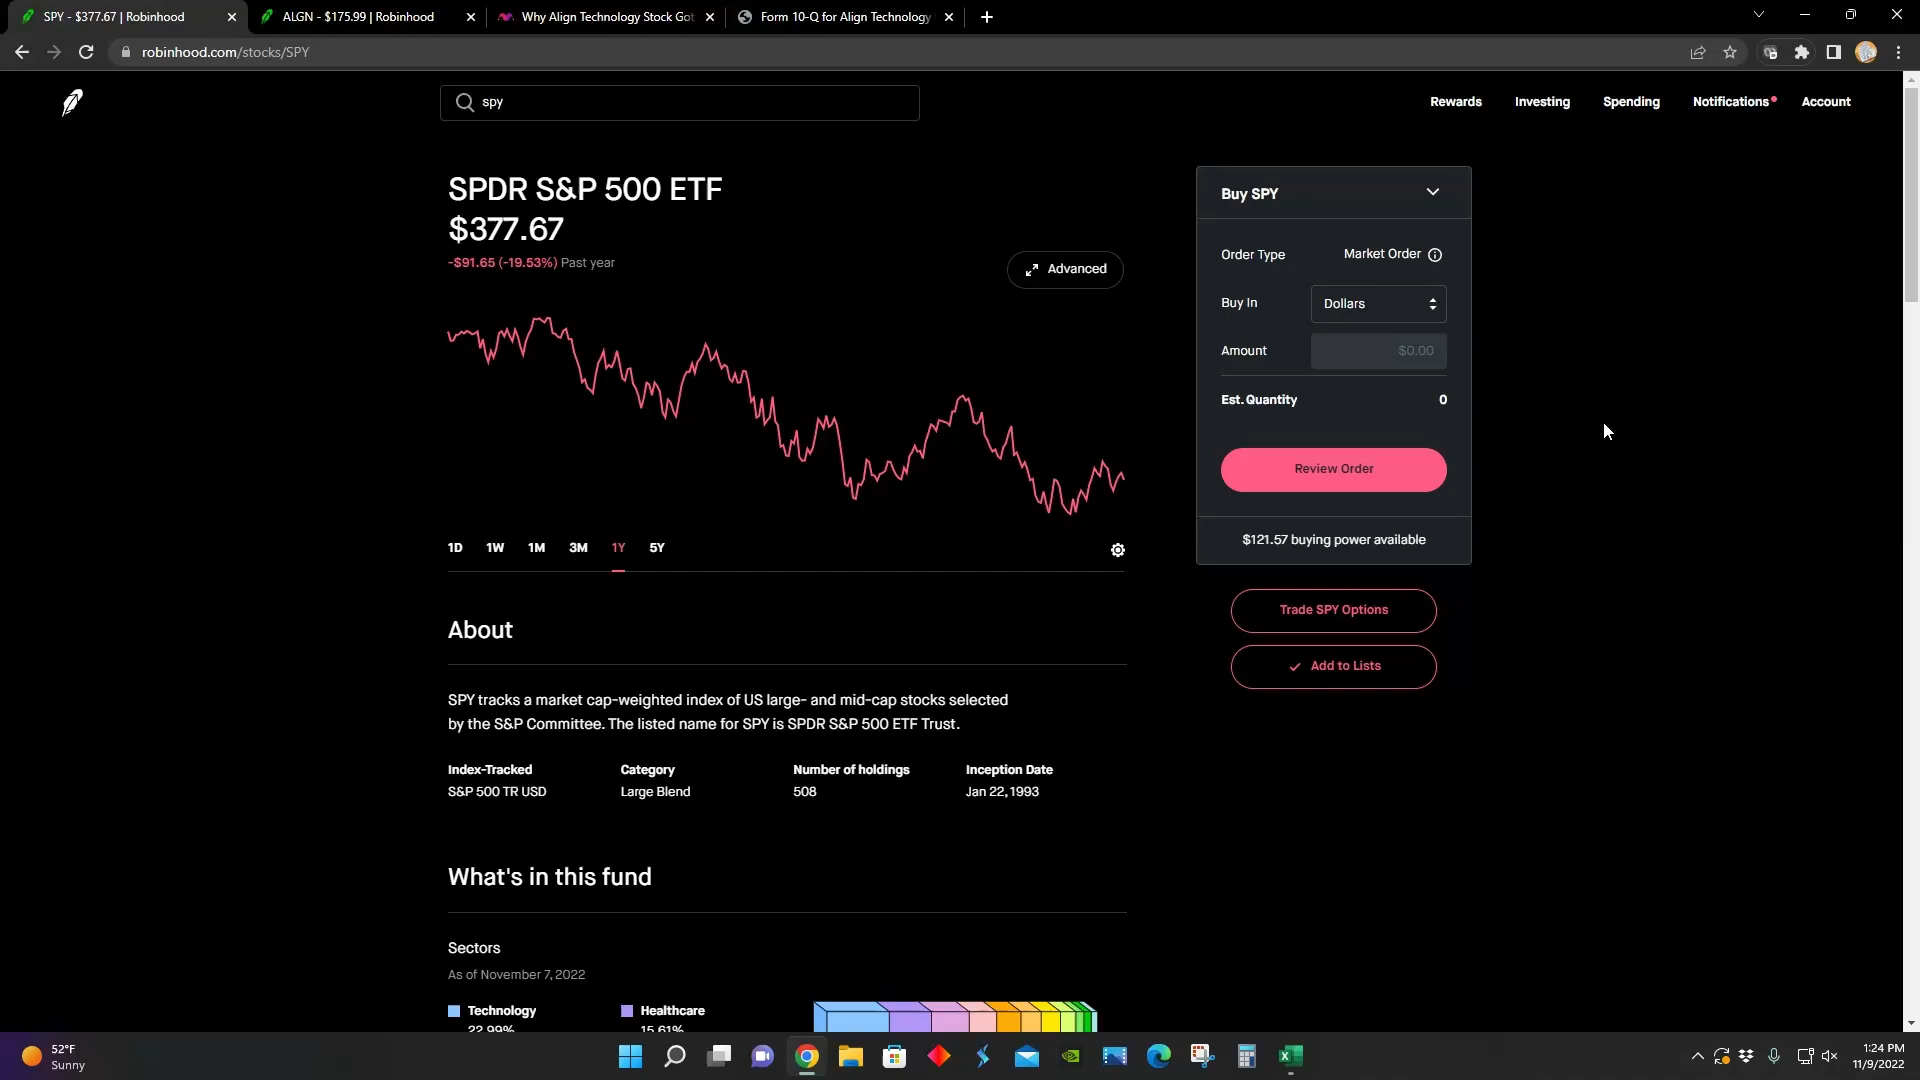 SPY - $377.67 | Robinhood
ALGN - $175.99 | Robinhood
Why Align Technology Stock Got
Form 10-Q for Align Technology
robinhood.com/stocks/SPY
spy
Rewards
Investing
Spending
Notifications
Account
SPDR S&P 500 ETF
$377.67
-$91.65 (-19.53%) Past year
Advanced
1D
1W
1M
3M
1Y
5Y
Buy SPY
Order Type
Market Order
Buy In
Dollars
Amount
$0.00
Est. Quantity
0
Review Order
$121.57 buying power available
Trade SPY Options
Add to Lists
About
SPY tracks a market cap-weighted index of US large- and mid-cap stocks selected
by the S&P Committee. The listed name for SPY is SPDR S&P 500 ETF Trust.
Index-Tracked
S&P 500 TR USD
Category
Large Blend
Number of holdings
508
Inception Date
Jan 22, 1993
What's in this fund
Sectors
As of November 7, 2022
Technology
22.99%
Healthcare
15.61%
52°F
Sunny
1:24 PM
11/9/2022